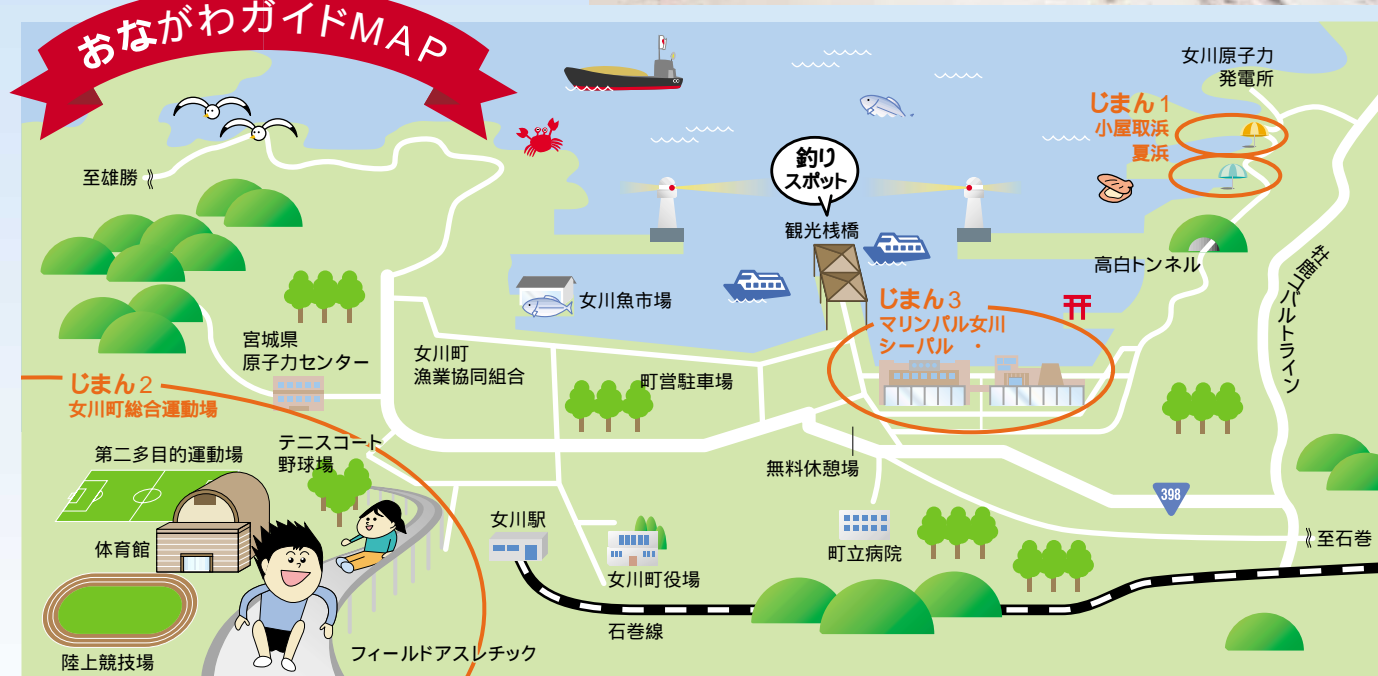 おながわガイドMAP
女川原子力
発電所
じまん1
小屋取浜
夏浜
釣り
スポット
至雄勝
観光桟橋
高白トンネル
牡鹿コバルトライン
女川魚市場
じまん3
マリンパル女川
シーパル・
宮城県
原子力センター
女川町
漁業協同組合
町営駐車場
じまん2
女川町総合運動場
テニスコート
野球場
第二多目的運動場
無料休憩場
398
体育館
女川駅
女川町役場
町立病院
至石巻
石巻線
フィールドアスレチック
陸上競技場